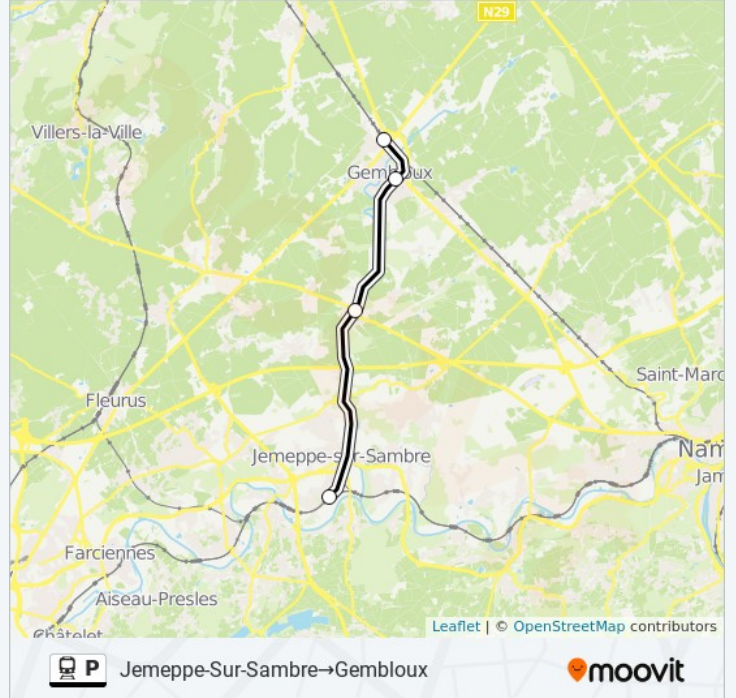 N29
Villers-la-Ville
Gembloux
Saint-Marc
Fleurus
Jemeppe-sur-Sambre
Nam
Jam
Farciennes
Aiseau-Presles
Châtelet
Leaflet | © OpenStreetMap contributors
P Jemeppe-Sur-Sambre→Gembloux moovit